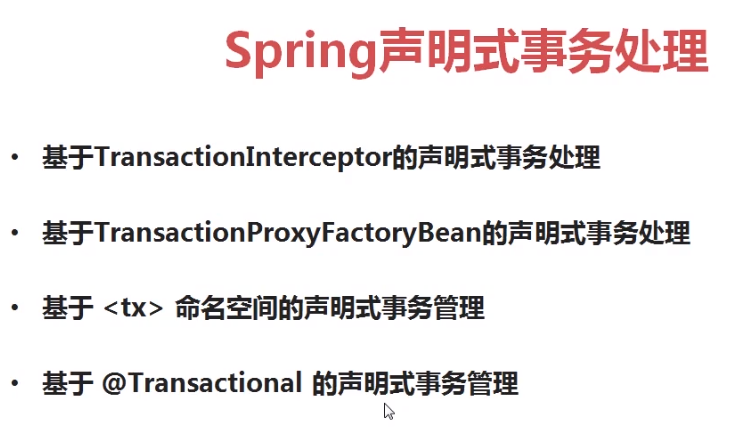 Spring声明式事务处理
• 基于TransactionInterceptor的声明式事务处理
• 基于TransactionProxyFactoryBean的声明式事务处理
• 基于 <tx> 命名空间的声明式事务管理
• 基于 @Transactional 的声明式事务管理